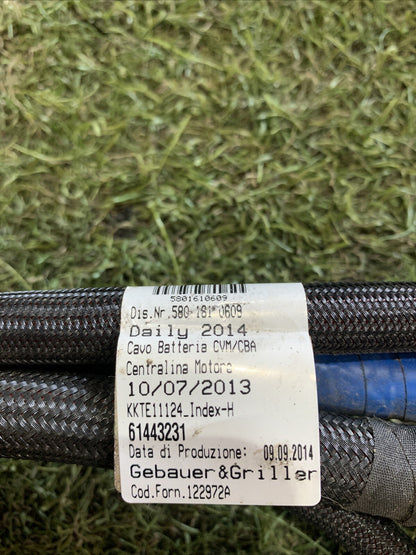 5801610609
Dis.Nr.580 161 0609
Daily 2014
Cavo Batteria CVM/CBA
Centralina Motore
10/07/2013
KKTE11124_Index-H
61443231
Data di Produzione: 09.09.2014
Gebauer&Griller
Cod.Forn.122972A